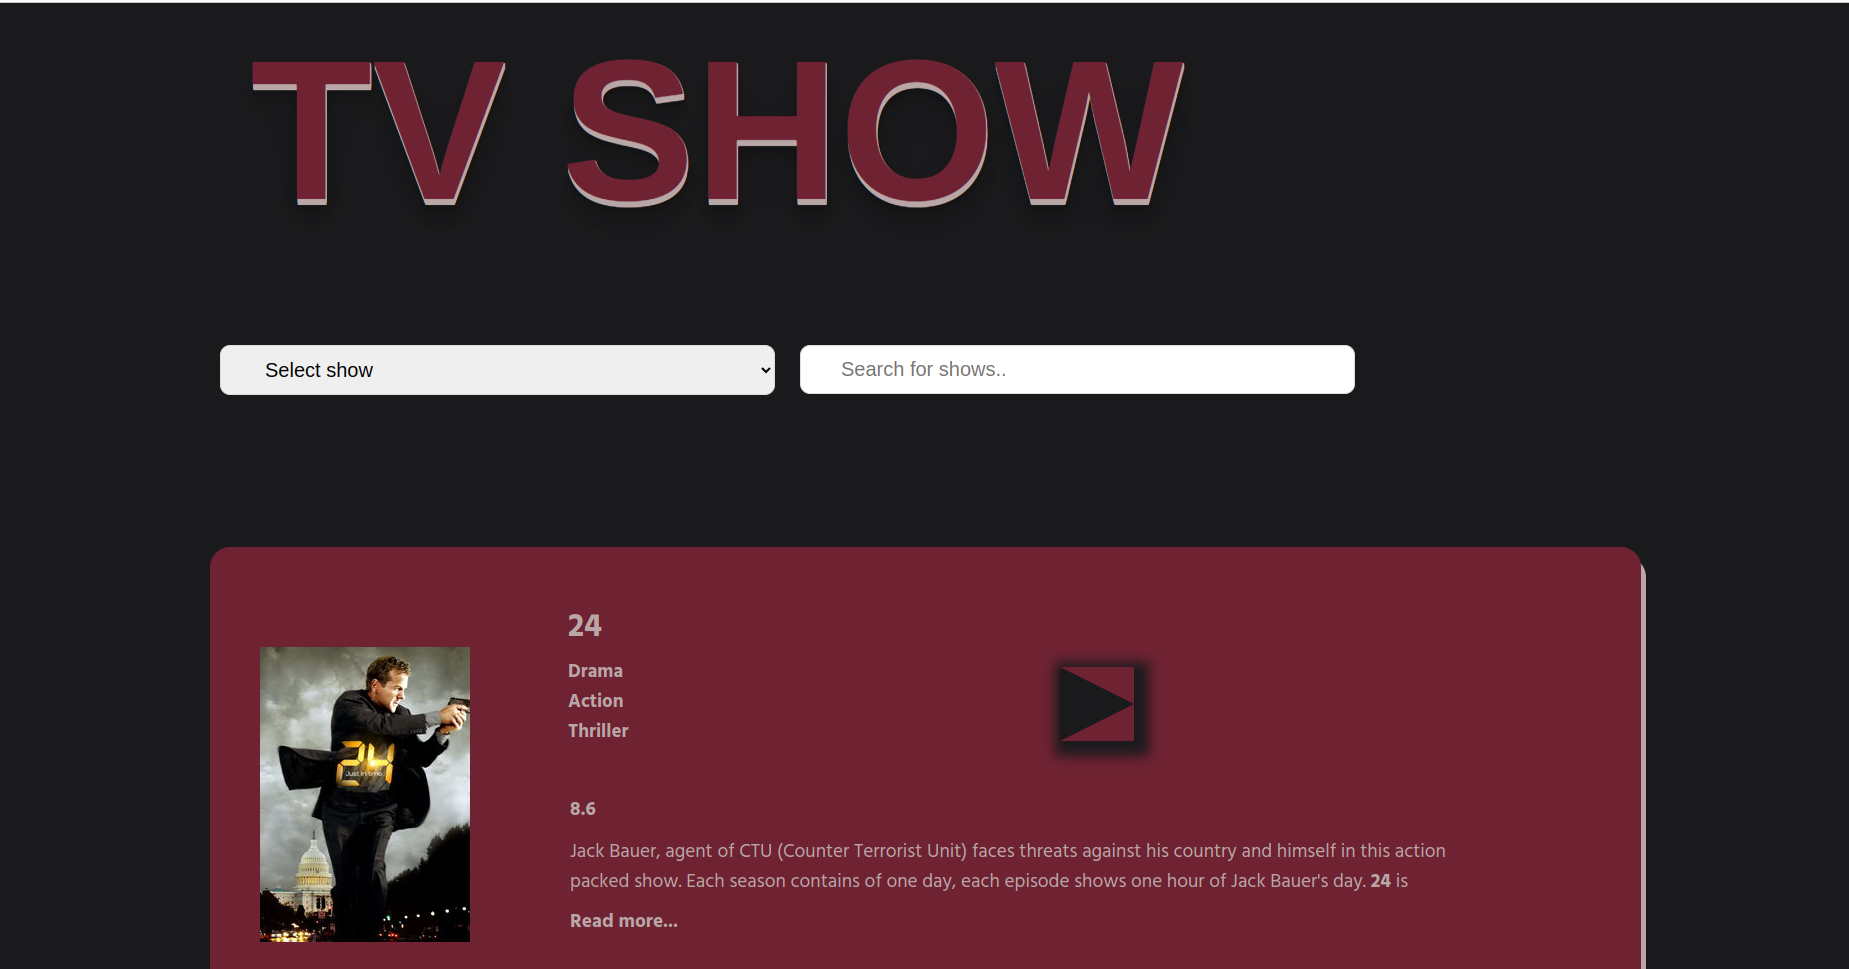 TV SHOW
Select show
Search for shows..
24
Drama
Action
Thriller
24
Just in time
8.6
Jack Bauer, agent of CTU (Counter Terrorist Unit) faces threats against his country and himself in this action
packed show. Each season contains of one day, each episode shows one hour of Jack Bauer's day. 24 is
Read more...